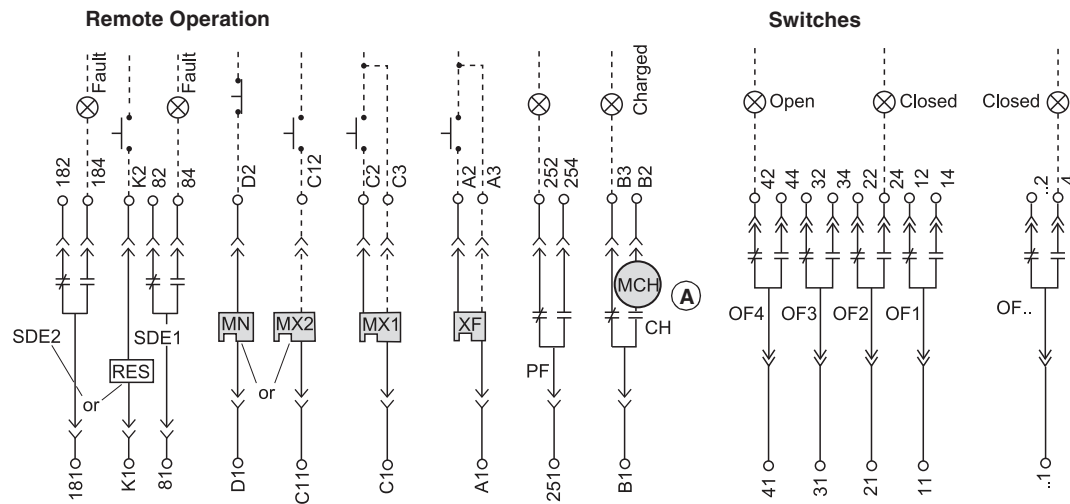 Remote Operation
Switches
Fault
Fault
Charged
Open
Closed
Closed
182
184
K2
82
84
D2
C12
C2
C3
A2
A3
252
254
B3
B2
42
44
32
34
22
24
12
14
..2
..4
MCH
A
SDE2
SDE1
MN
MX2
MX1
XF
CH
OF4
OF3
OF2
OF1
OF..
RES
or
or
PF
181
K1
81
D1
C11
C1
A1
251
B1
41
31
21
11
..1